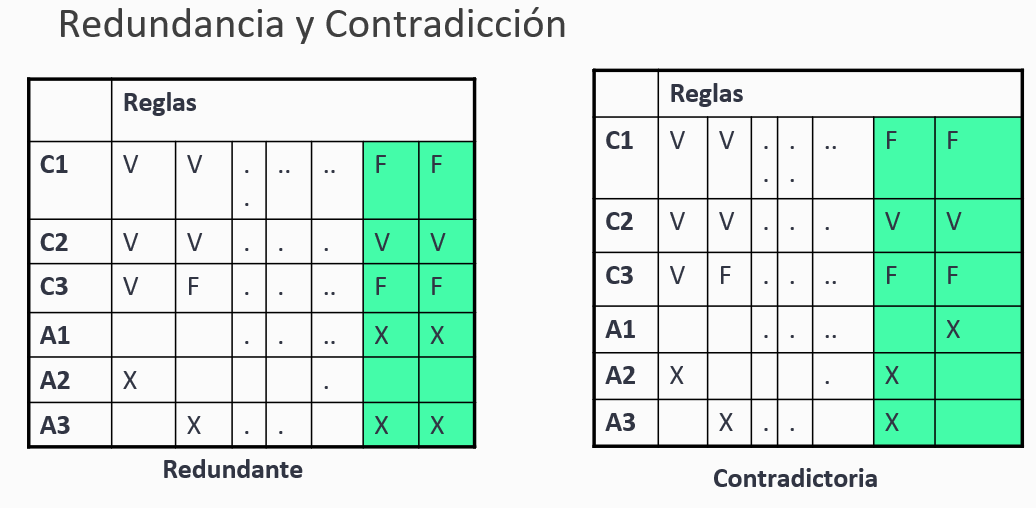 Redundancia y Contradicción
Reglas
C1 V V . .. .. F F
.
C2 V V . . . V V
C3 V F . . .. F F
A1 . . .. X X
A2 X .
A3 X . . X X
Redundante
Reglas
C1 V V . . .. F F
. .
C2 V V . . . V V
C3 V F . . .. F F
A1 . . .. X
A2 X . X
A3 X . . X
Contradictoria